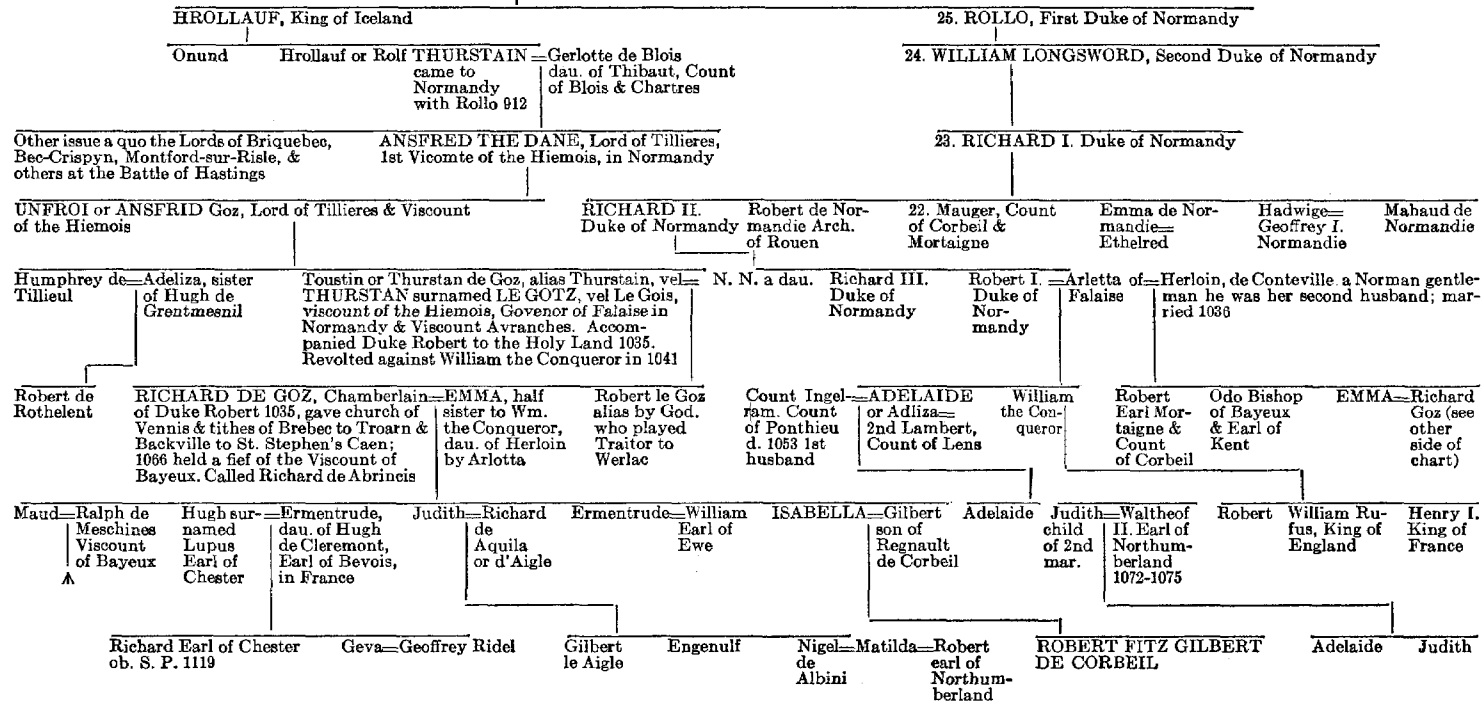 HROLLAUF, King of Iceland
25. ROLLO, First Duke of Normandy
Onund
Hrollauf or Rolf THURSTAIN
came to
Normandy
with Rollo 912
=Gerlotte de Blois
dau. of Thibaut, Count
of Blois & Chartres
24. WILLIAM LONGSWORD, Second Duke of Normandy
Other issue a quo the Lords of Briquebec,
Bec-Crispyn, Montford-sur-Risle, &
others at the Battle of Hastings
ANSFRED THE DANE, Lord of Tillieres,
1st Vicomte of the Hiemois, in Normandy
23. RICHARD I. Duke of Normandy
UNFROI or ANSFRID Goz, Lord of Tillieres & Viscount
of the Hiemois
RICHARD II.
Duke of Normandy
Robert de Nor-
mandie Arch.
of Rouen
22. Mauger, Count
of Corbeil &
Mortaigne
Emma de Nor-
mandie=
Ethelred
Hadwige=
Geoffrey I.
Normandie
Mahaud de
Normandie
Humphrey de=
Tillieul
Adeliza, sister
of Hugh de
Grentmesnil
Toustin or Thurstan de Goz, alias Thurstain, vel=
THURSTAN surnamed LE GOTZ, vel Le Gois,
viscount of the Hiemois, Govenor of Falaise in
Normandy & Viscount Avranches. Accom-
panied Duke Robert to the Holy Land 1035.
Revolted against William the Conqueror in 1041
N. N. a dau.
Richard III.
Duke of
Normandy
Robert I.
Duke of
Nor-
mandy
=Arletta of
Falaise
=Herloin, de Conteville a Norman gentle-
man he was her second husband; mar-
ried 1036
Robert de
Rothelent
RICHARD DE GOZ, Chamberlain
of Duke Robert 1035, gave church of
Vennis & tithes of Brebec to Troarn &
Backville to St. Stephen's Caen;
1066 held a fief of the Viscount of
Bayeux. Called Richard de Abrincis
=EMMA, half
sister to Wm.
the Conqueror,
dau. of Herloin
by Arlotta
Robert le Goz
alias by God.
who played
Traitor to
Werlac
Count Ingel-
ram. Count
of Ponthieu
d. 1053 1st
husband
=ADELAIDE
or Adliza=
2nd Lambert,
Count of Lens
William
the Con-
queror
Robert
Earl Mor-
taigne &
Count
of Corbeil
Odo Bishop
of Bayeux
& Earl of
Kent
EMMA=Richard
Goz (see
other
side of
chart)
Maud=Ralph de
Meschines
Viscount
of Bayeux
Hugh sur-
named
Lupus
Earl of
Chester
=Ermentrude,
dau. of Hugh
de Cleremont,
Earl of Bevois,
in France
Judith=Richard
de
Aquila
or d'Aigle
Ermentrude=William
Earl of
Ewe
ISABELLA=Gilbert
son of
Regnault
de Corbeil
Adelaide
Judith
child
of 2nd
mar.
=Waltheof
II. Earl of
Northum-
berland
1072-1075
Robert
William Ru-
fus, King of
England
Henry I.
King of
France
Richard Earl of Chester
ob. S. P. 1119
Geva=Geoffrey Ridel
Gilbert
le Aigle
Engenulf
Nigel=
de
Albini
Matilda=Robert
earl of
Northum-
berland
ROBERT FITZ GILBERT
DE CORBEIL
Adelaide
Judith